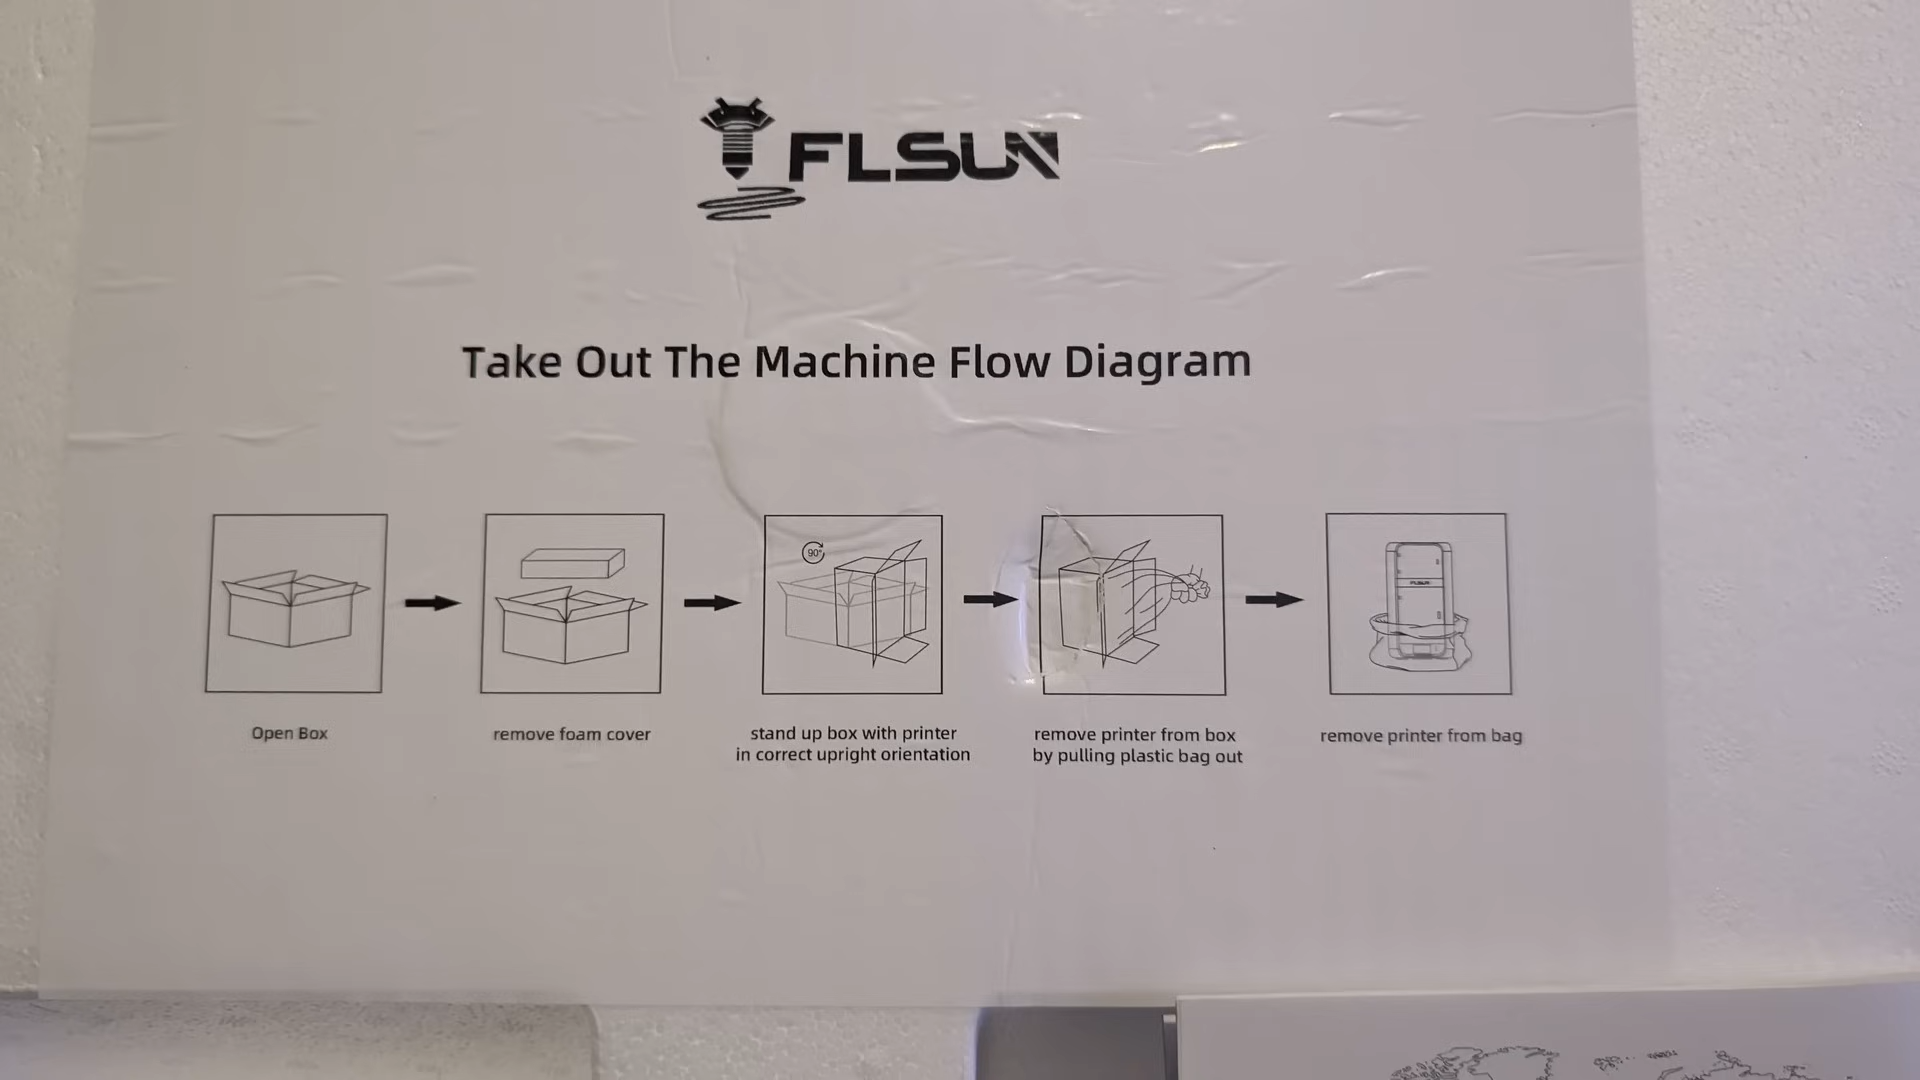 FLSUN
Take Out The Machine Flow Diagram
90°
FLSUN
Open Box
remove foam cover
stand up box with printer
in correct upright orientation
remove printer from box
by pulling plastic bag out
remove printer from bag